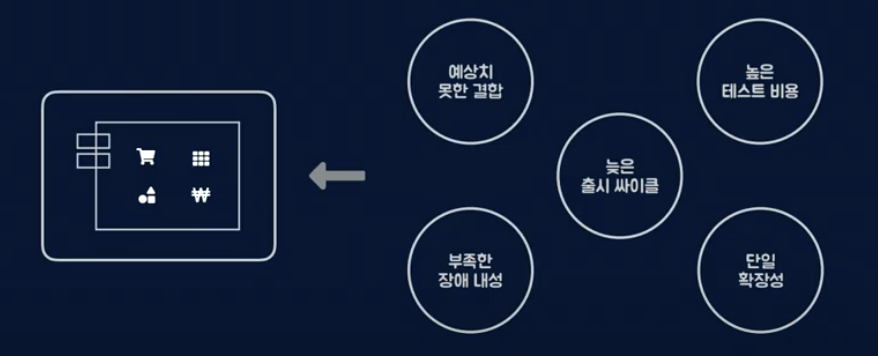 예상치
못한 결합
높은
테스트 비용
늦은
출시 싸이클
부족한
장애 내성
단일
확장성
₩